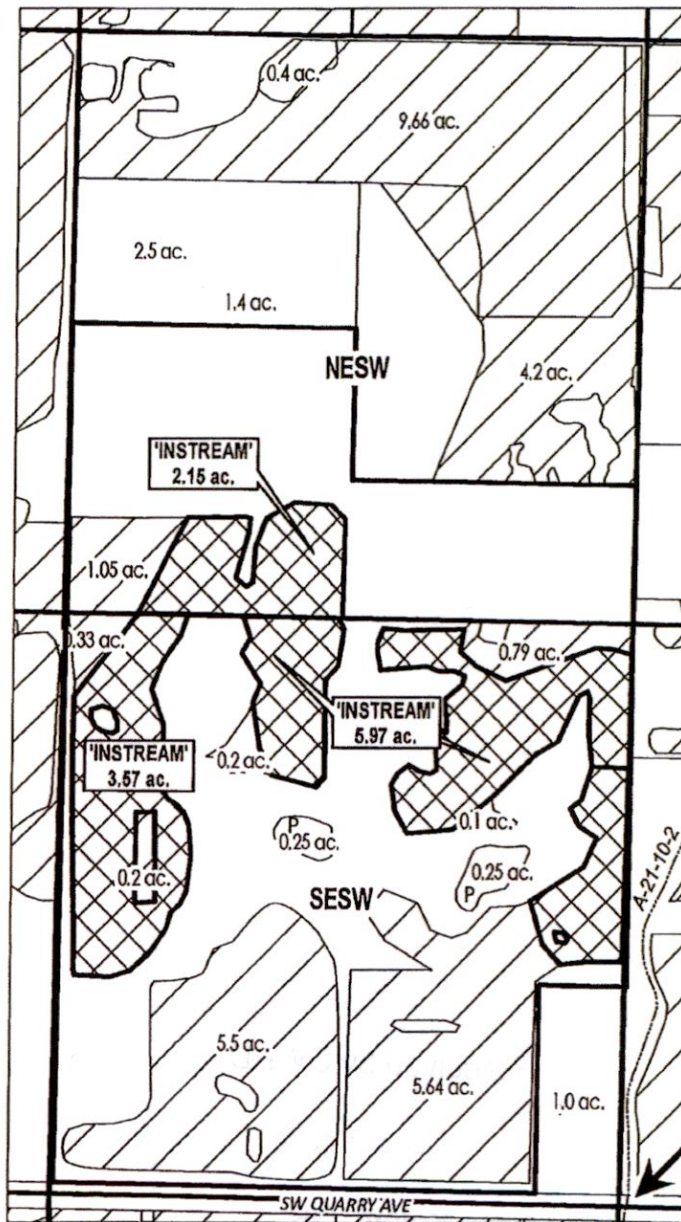 0.4 ac.
9.66 ac.
2.5 ac.
1.4 ac.
NESW
4.2 ac.
'INSTREAM'
2.15 ac.
1.05 ac.
0.33 ac.
0.79 ac.
'INSTREAM'
5.97 ac.
'INSTREAM'
3.57 ac.
0.2 ac.
0.1 ac.
P
0.25 ac.
0.25 ac.
P
0.2 ac.
SESW
A-21-10-2
5.5 ac.
5.64 ac.
1.0 ac.
SW QUARRY AVE